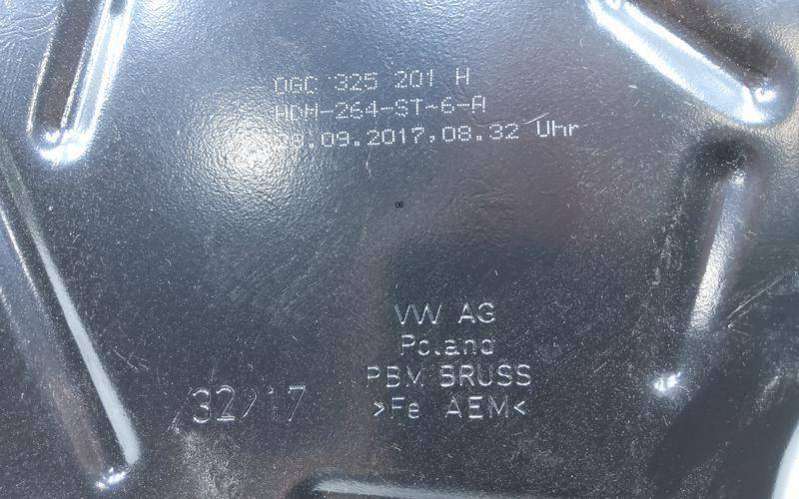 0GC 325 201 H
HDH-264-ST-6-A
.09.2017,08.32 Uhr
VW AG
Poland
PBM BRUSS
>Fe AEM<
32/17